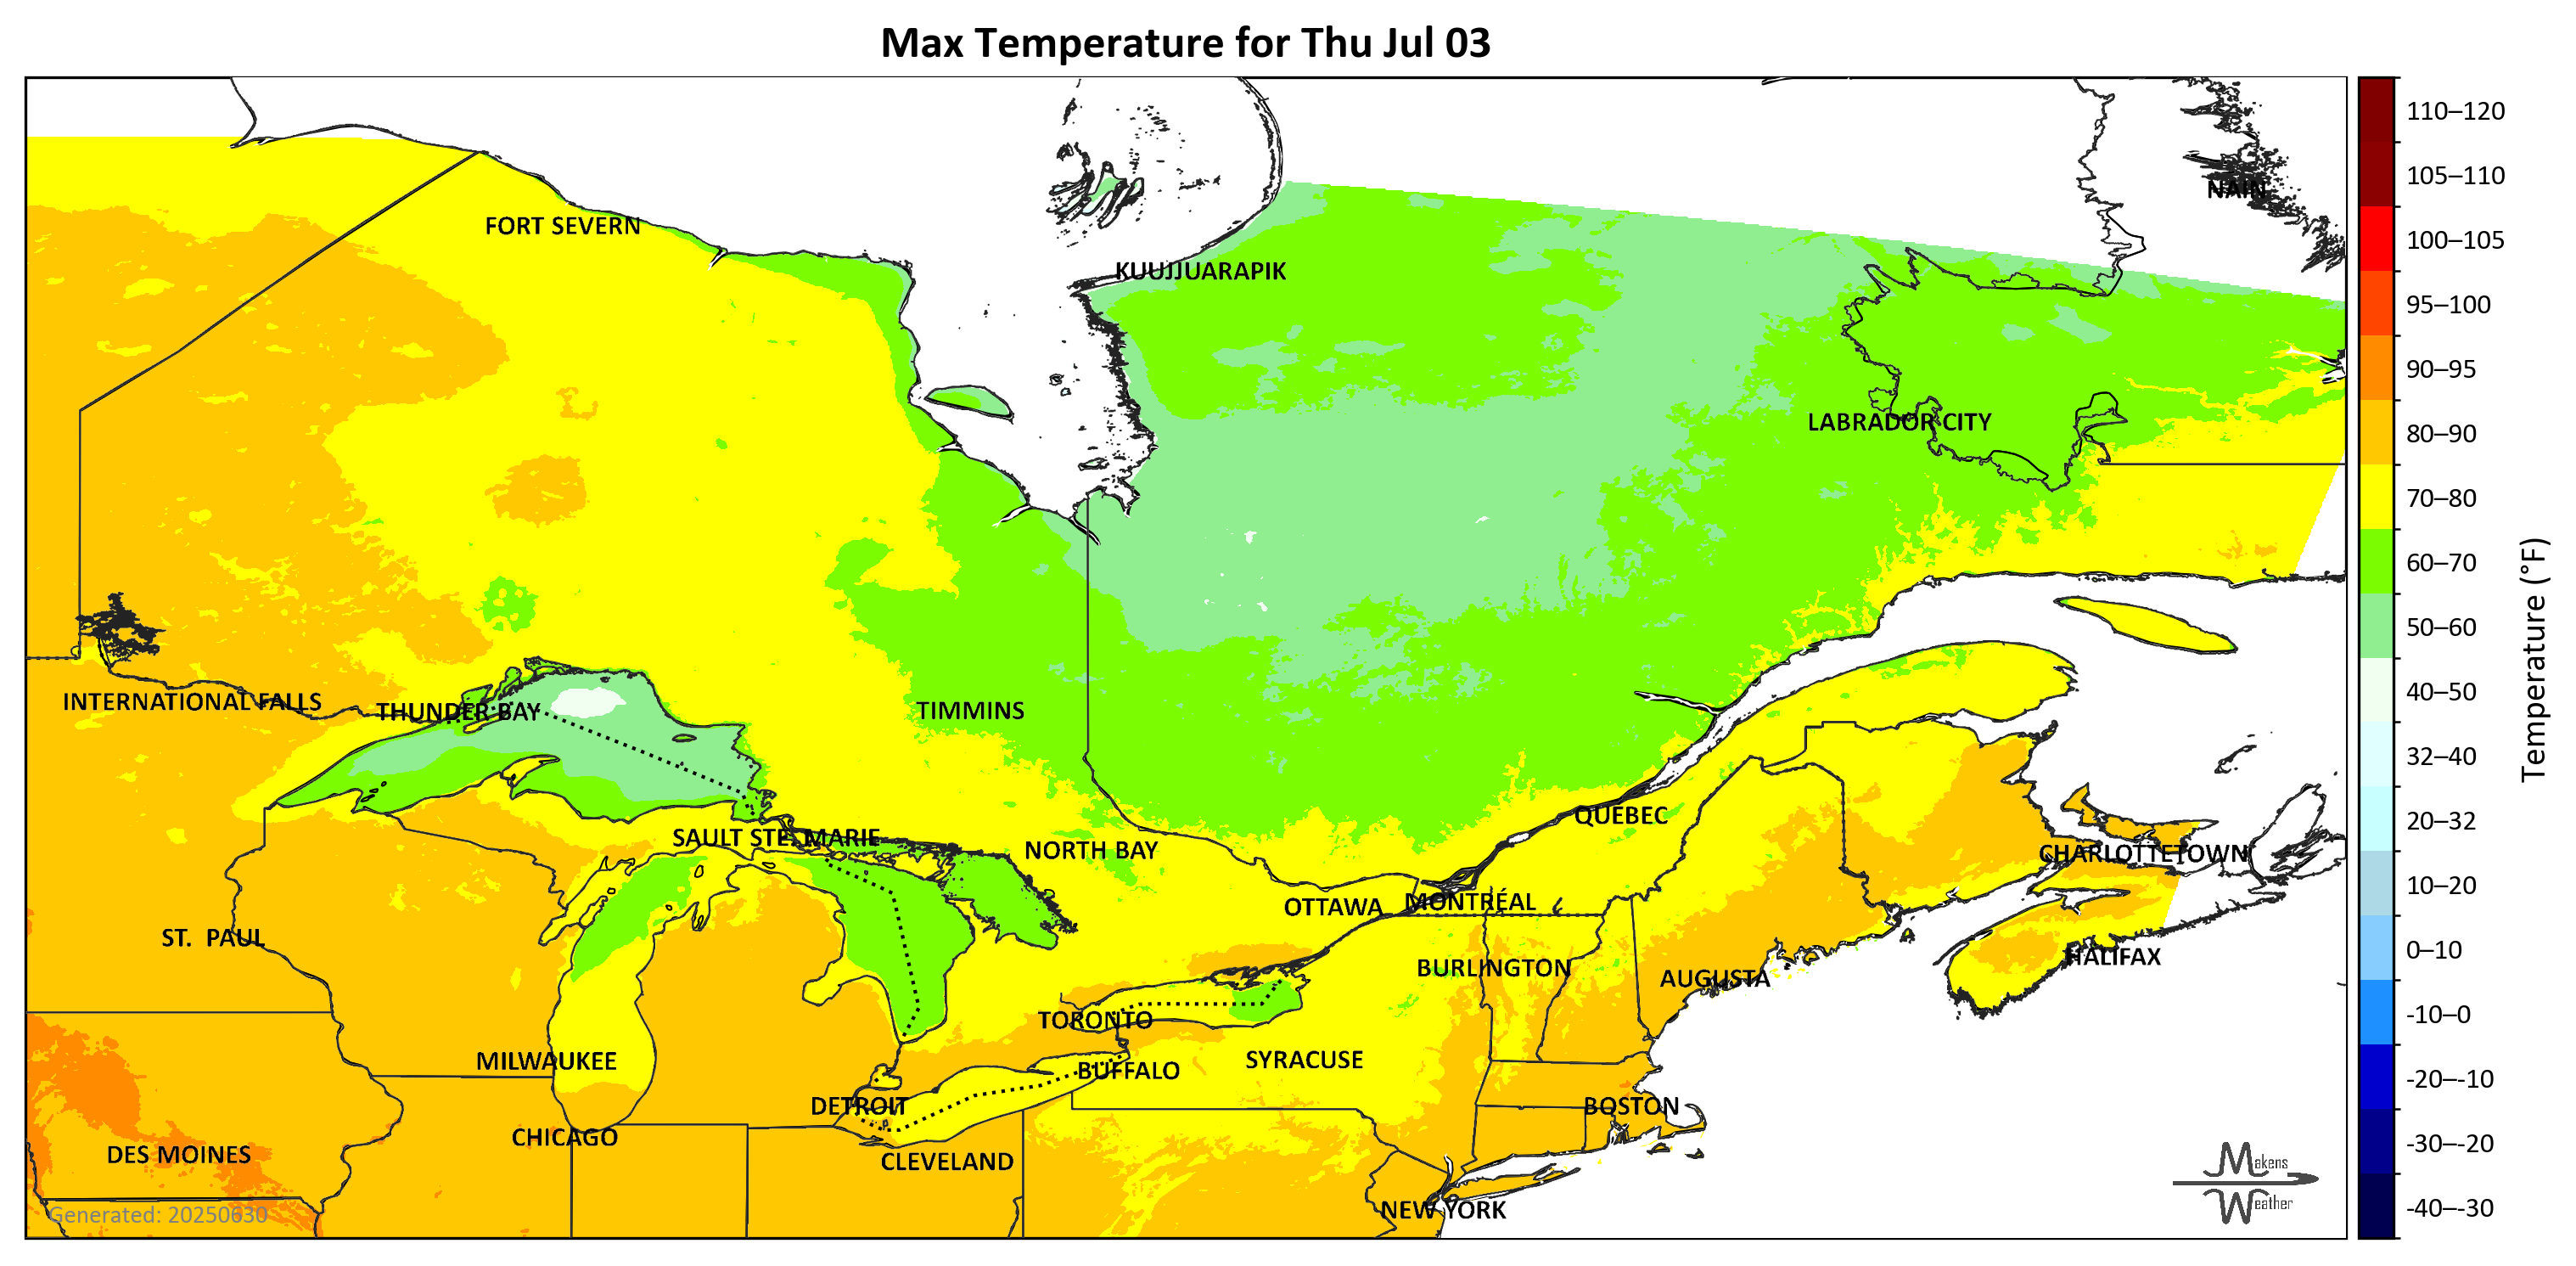 Max Temperature for Thu Jul 03
NAIN
FORT SEVERN
KUUJJUARAPIK
LABRADOR CITY
INTERNATIONAL FALLS
THUNDER BAY
TIMMINS
SAULT STE. MARIE
NORTH BAY
QUÉBEC
CHARLOTTETOWN
OTTAWA
MONTRÉAL
ST. PAUL
HALIFAX
BURLINGTON
AUGUSTA
TORONTO
MILWAUKEE
BUFFALO
SYRACUSE
DETROIT
BOSTON
CHICAGO
DES MOINES
CLEVELAND
NEW YORK
Generated: 20250630
Makens
Weather
110–120
105–110
100–105
95–100
90–95
80–90
70–80
60–70
50–60
40–50
32–40
20–32
10–20
0–10
-10–0
-20–-10
-30–-20
-40–-30
Temperature (°F)